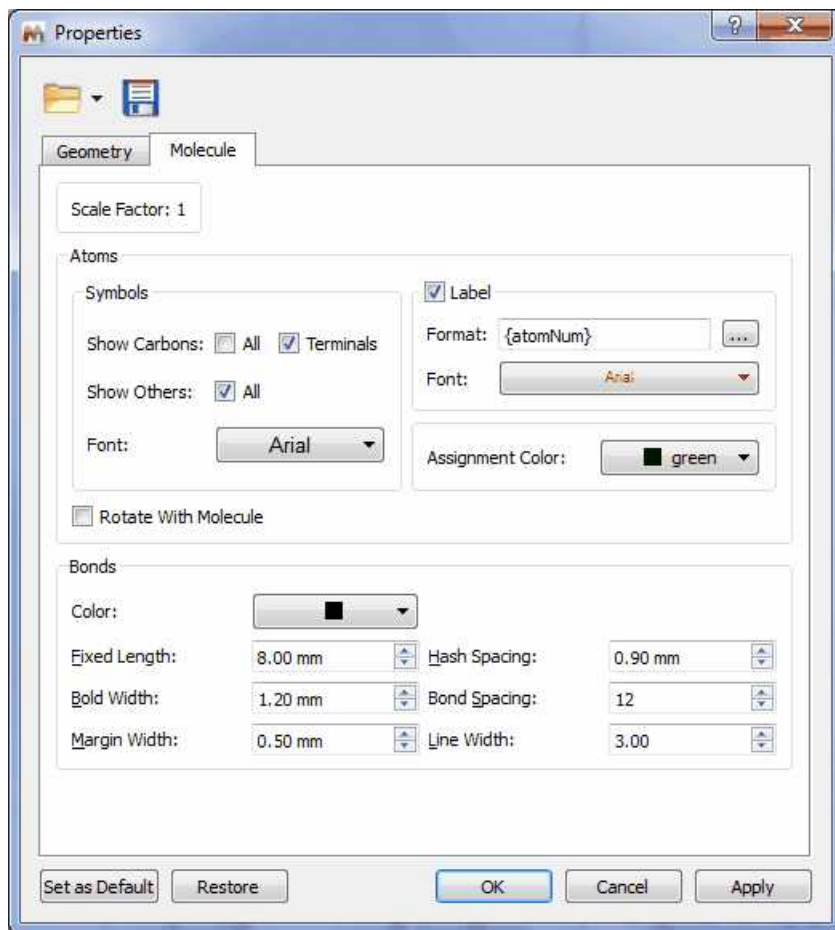 Properties
?
Geometry Molecule
Scale Factor: 1
Atoms
Symbols
Show Carbons: All Terminals
Show Others: All
Font: Arial
Label
Format: {atomNum} ...
Font: Arial
Assignment Color: green
Rotate With Molecule
Bonds
Color:
Fixed Length: 8.00 mm Hash Spacing: 0.90 mm
Bold Width: 1.20 mm Bond Spacing: 12
Margin Width: 0.50 mm Line Width: 3.00
Set as Default Restore OK Cancel Apply